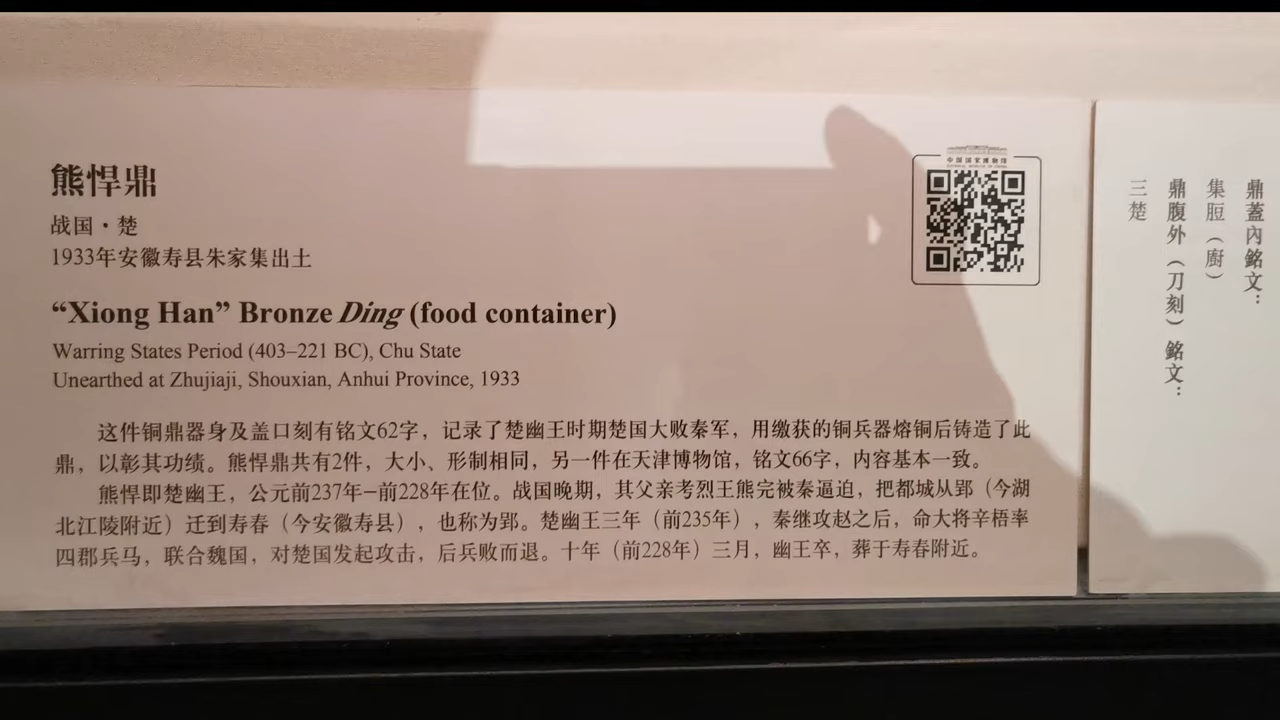 熊悍鼎
战国·楚
1933年安徽寿县朱家集出土
“Xiong Han” Bronze Ding (food container)
Warring States Period (403–221 BC), Chu State
Unearthed at Zhujiaji, Shouxian, Anhui Province, 1933
这件铜鼎器身及盖口刻有铭文62字，记录了楚幽王时期楚国大败秦军，用缴获的铜兵器熔铜后铸造了此
鼎，以彰其功绩。熊悍鼎共有2件，大小、形制相同，另一件在天津博物馆，铭文66字，内容基本一致。
熊悍即楚幽王，公元前237年–前228年在位。战国晚期，其父亲考烈王熊完被秦逼迫，把都城从郢（今湖
北江陵附近）迁到寿春（今安徽寿县），也称为郢。楚幽王三年（前235年），秦继攻赵之后，命大将辛梧率
四郡兵马，联合魏国，对楚国发起攻击，后兵败而退。十年（前228年）三月，幽王卒，葬于寿春附近。
中国国家博物馆
鼎蓋內銘文：
集脰（廚）
鼎腹外（刀刻）銘文：
三楚